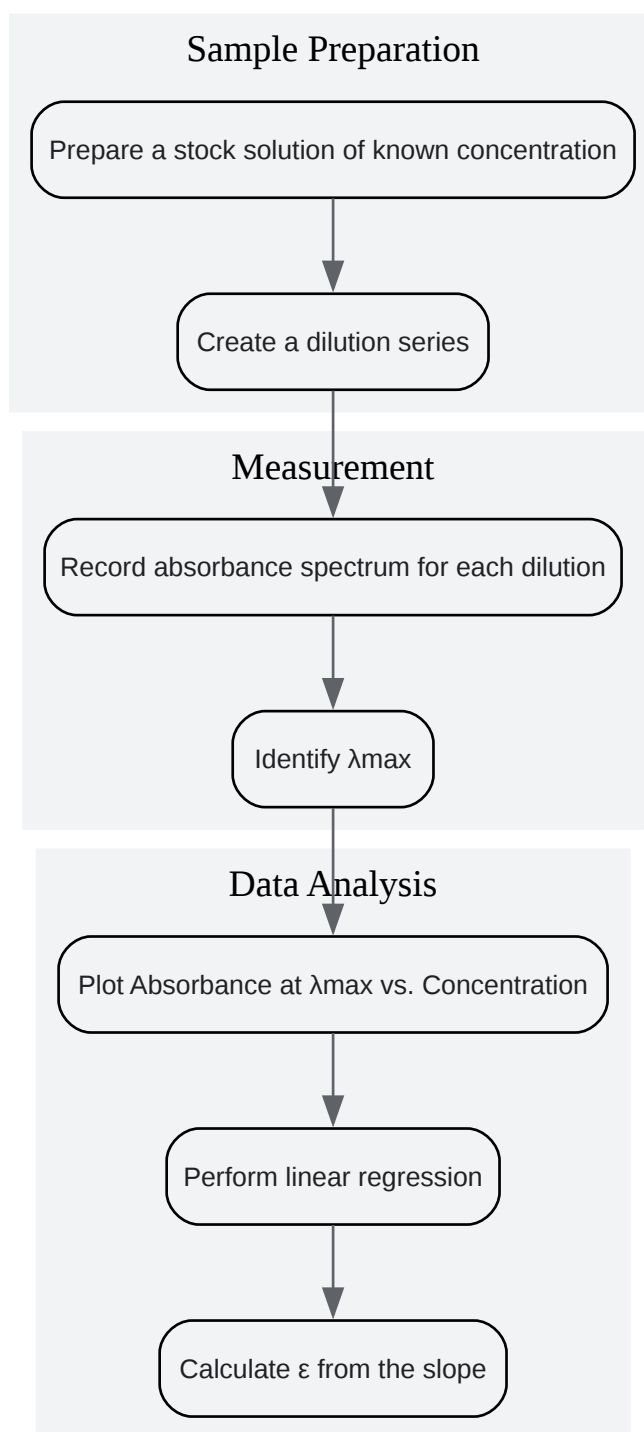 Sample Preparation
Prepare a stock solution of known concentration
Create a dilution series
Measurement
Record absorbance spectrum for each dilution
Identify λmax
Data Analysis
Plot Absorbance at λmax vs. Concentration
Perform linear regression
Calculate ε from the slope